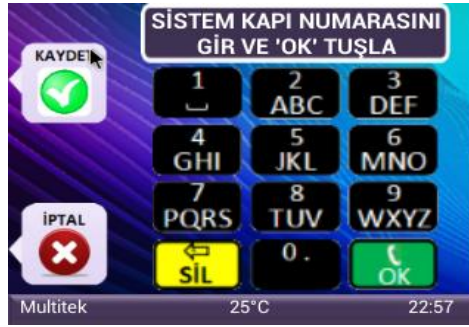 SİSTEM KAPI NUMARASINI
GİR VE 'OK' TUŞLA
KAYDET
1 2 3
ABC DEF
4 5 6
GHI JKL MNO
7 8 9
PQRS TUV WXYZ
İPTAL
SİL 0 . OK
Multitek 25°C 22:57